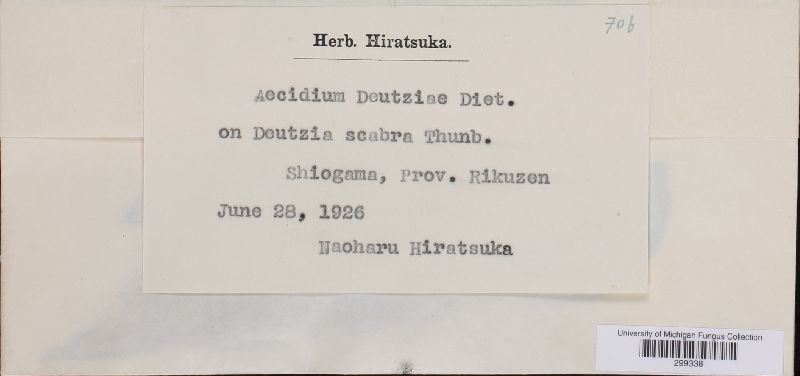 706
Herb. Hiratsuka.
Aecidium Deutziae Diet.
on Deutzia scabra Thunb.
Shiogama, Prov. Rikuzen
June 28, 1926
Naoharu Hiratsuka
University of Michigan Fungus Collection
299338